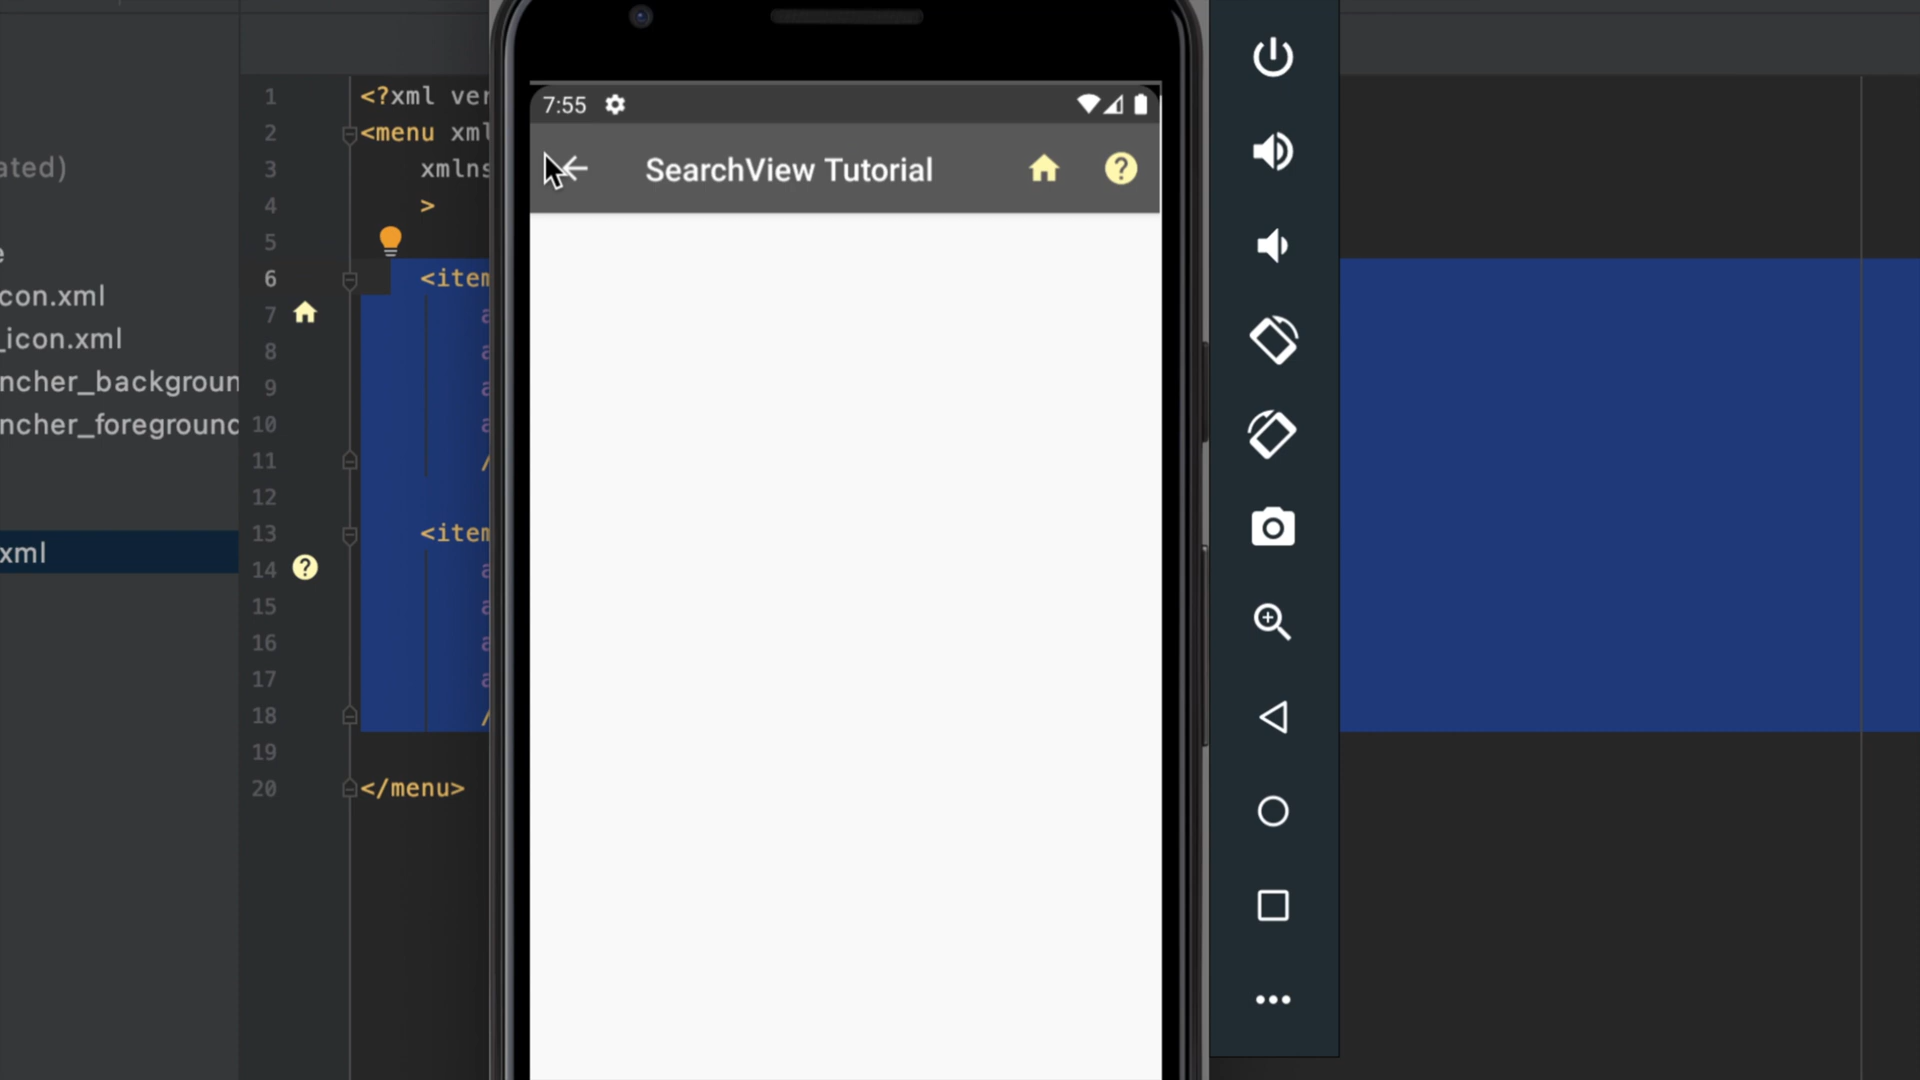 ated)
e
con.xml
_icon.xml
ncher_backgroun
ncher_foreground
xml
1 <?xml ver
2 <menu xml
3 xmlns
4 >
5
6 <item
7 a
8 a
9 a
10 a
11 /
12
13 <item
14 a
15 a
16 a
17 a
18 /
19
20 </menu>
7:55
SearchView Tutorial
?
?